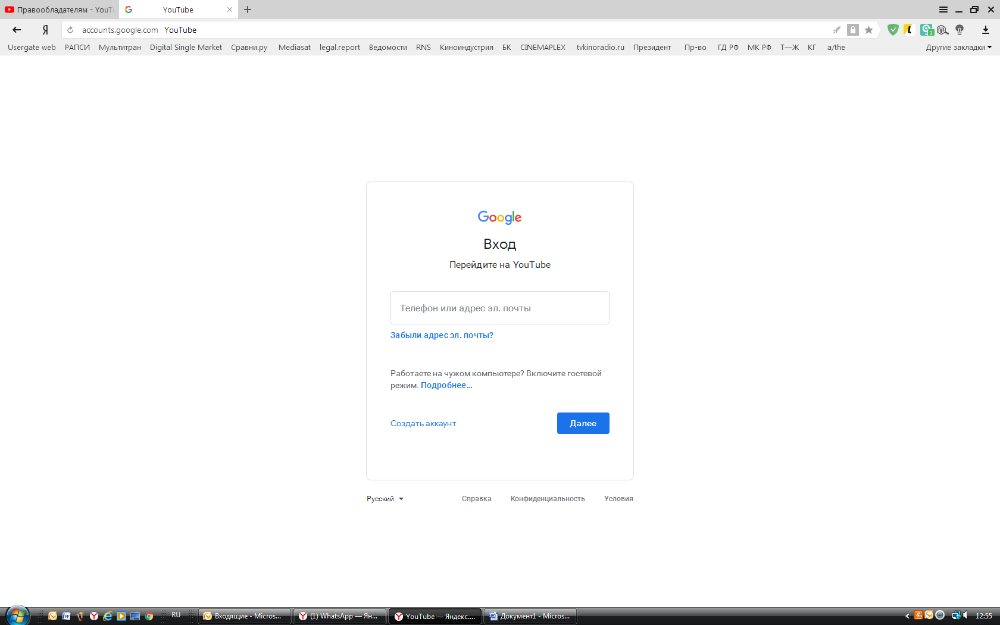 Правообладателям - YouTu
YouTube
accounts.google.com YouTube
Usergate web РАПСИ Мультитран Digital Single Market Сравни.ру Mediasat legal.report Ведомости RNS Киноиндустрия БК CINEMAPLEX tvkinoradio.ru Президент Пр-во ГД РФ МК РФ Т—Ж КГ a/the Другие закладки
Google
Вход
Перейдите на YouTube
Телефон или адрес эл. почты
Забыли адрес эл. почты?
Работаете на чужом компьютере? Включите гостевой
режим. Подробнее...
Создать аккаунт Далее
Русский Справка Конфиденциальность Условия
RU Входящие - Micros... (1) WhatsApp — Ян... YouTube — Яндекс.... Документ1 - Micros... 12:55